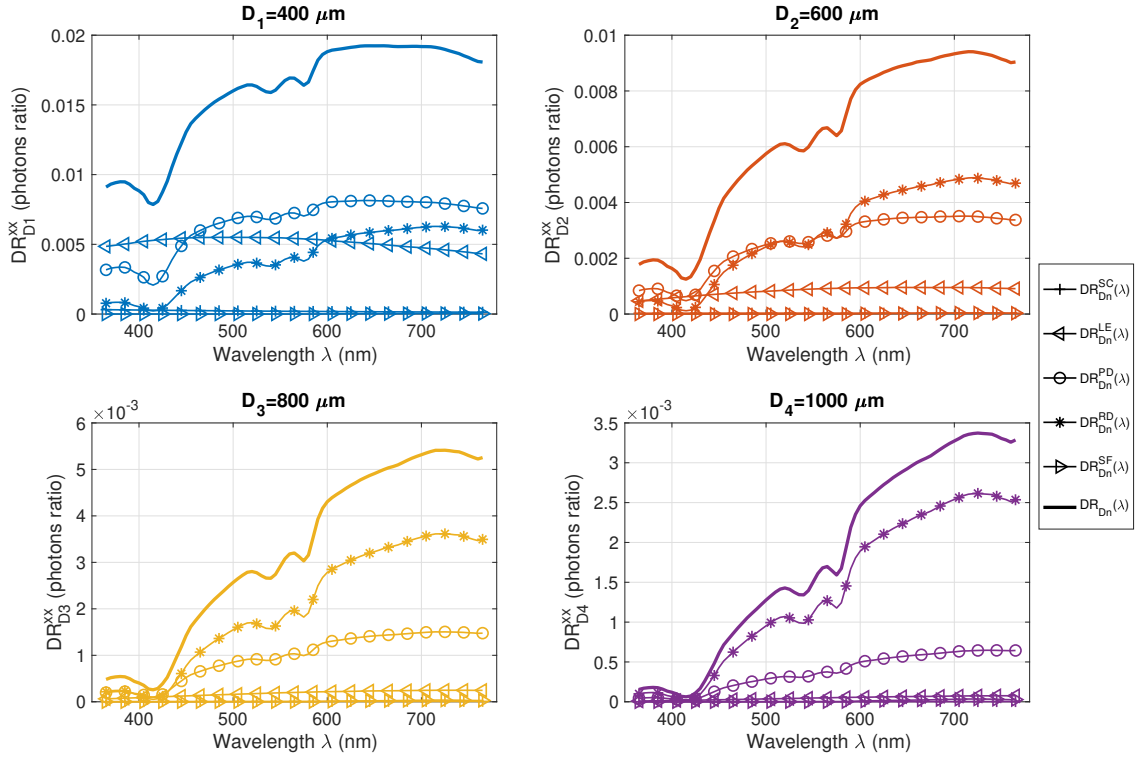 D1=400 μm
DR^xx_D1 (photons ratio)
0.02
0.015
0.01
0.005
0
400 500 600 700
Wavelength λ (nm)
D2=600 μm
DR^xx_D2 (photons ratio)
0.01
0.008
0.006
0.004
0.002
0
400 500 600 700
Wavelength λ (nm)
D3=800 μm
×10^-3
DR^xx_D3 (photons ratio)
6
5
4
3
2
1
0
400 500 600 700
Wavelength λ (nm)
D4=1000 μm
×10^-3
DR^xx_D4 (photons ratio)
3.5
3
2.5
2
1.5
1
0.5
0
400 500 600 700
Wavelength λ (nm)
DR^SC_Dn(λ)
DR^LE_Dn(λ)
DR^PD_Dn(λ)
DR^RD_Dn(λ)
DR^SF_Dn(λ)
DR_Dn(λ)